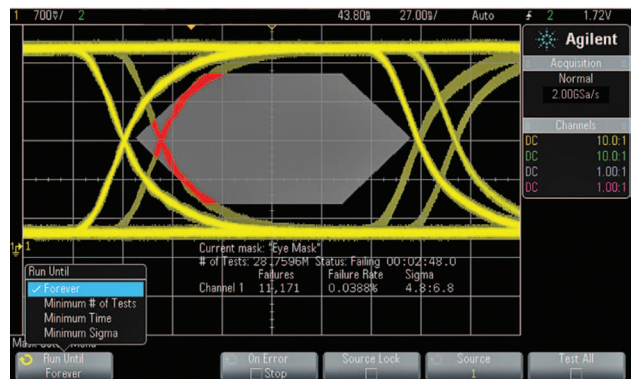 1 700▽/ 2 43.80s 27.00s/ Auto 2 1.72V
Agilent
Acquisition
Normal
2.00GSa/s
Channels
DC 10.0:1
DC 10.0:1
DC 1.00:1
DC 1.00:1
1
Current mask: "Eye Mask"
# of Tests: 28.7596M Status: Failing 00:02:48.0
Failures Failure Rate Sigma
Channel 1 11,171 0.0388% 4.8:6.8
Run Until
✓ Forever
Minimum # of Tests
Minimum Time
Minimum Sigma
Menu
Run Until
Forever
On Error
Stop
Source Lock
Source
1
Test All